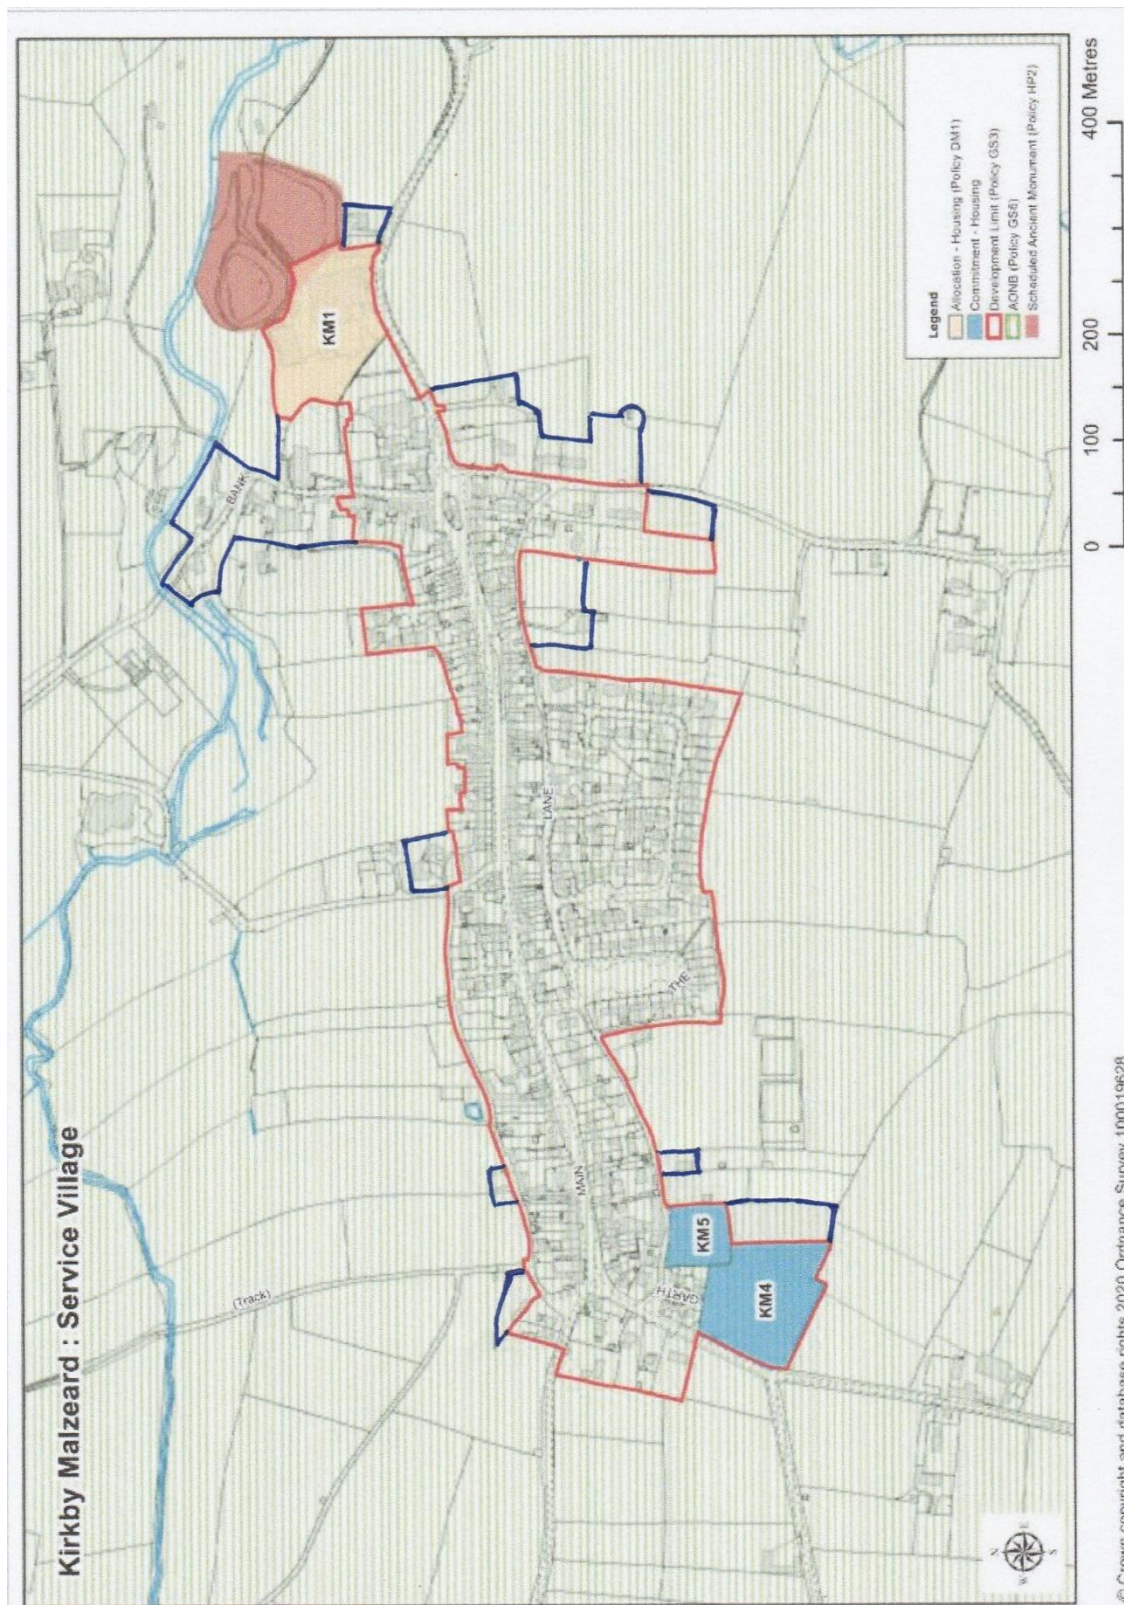 Kirkby Malzeard : Service Village
(Track)
BANK
KM1
MAIN
LANE
THE
GARTH
KM5
KM4
N
E
S
W
Legend
Allocation - Housing (Policy DM1)
Commitment - Housing
Development Limit (Policy GS3)
AONB (Policy GS6)
Scheduled Ancient Monument (Policy HP2)
0 100 200 400 Metres
© Crown copyright and database rights 2020 Ordnance Survey 100019628